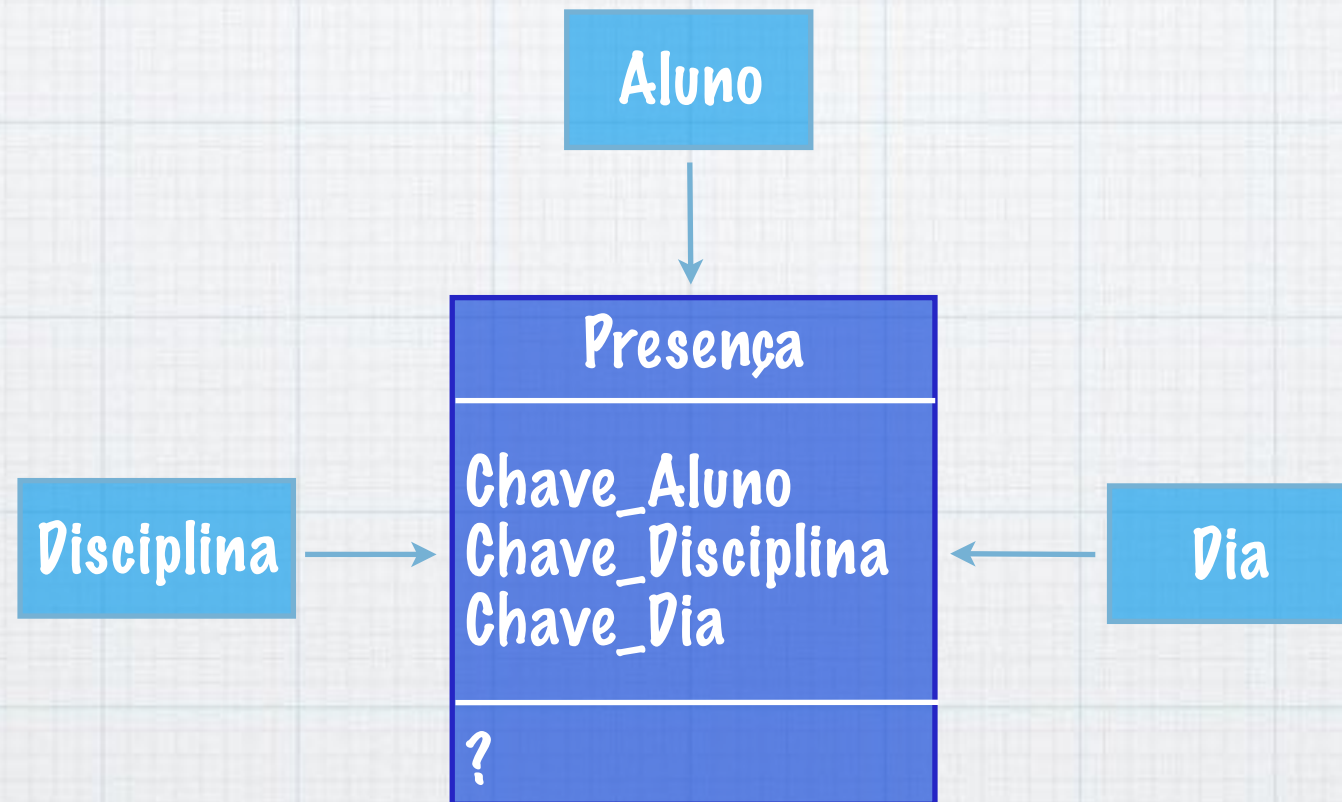 Aluno
Presença
Chave_Aluno
Chave_Disciplina
Chave_Dia
?
Disciplina
Dia